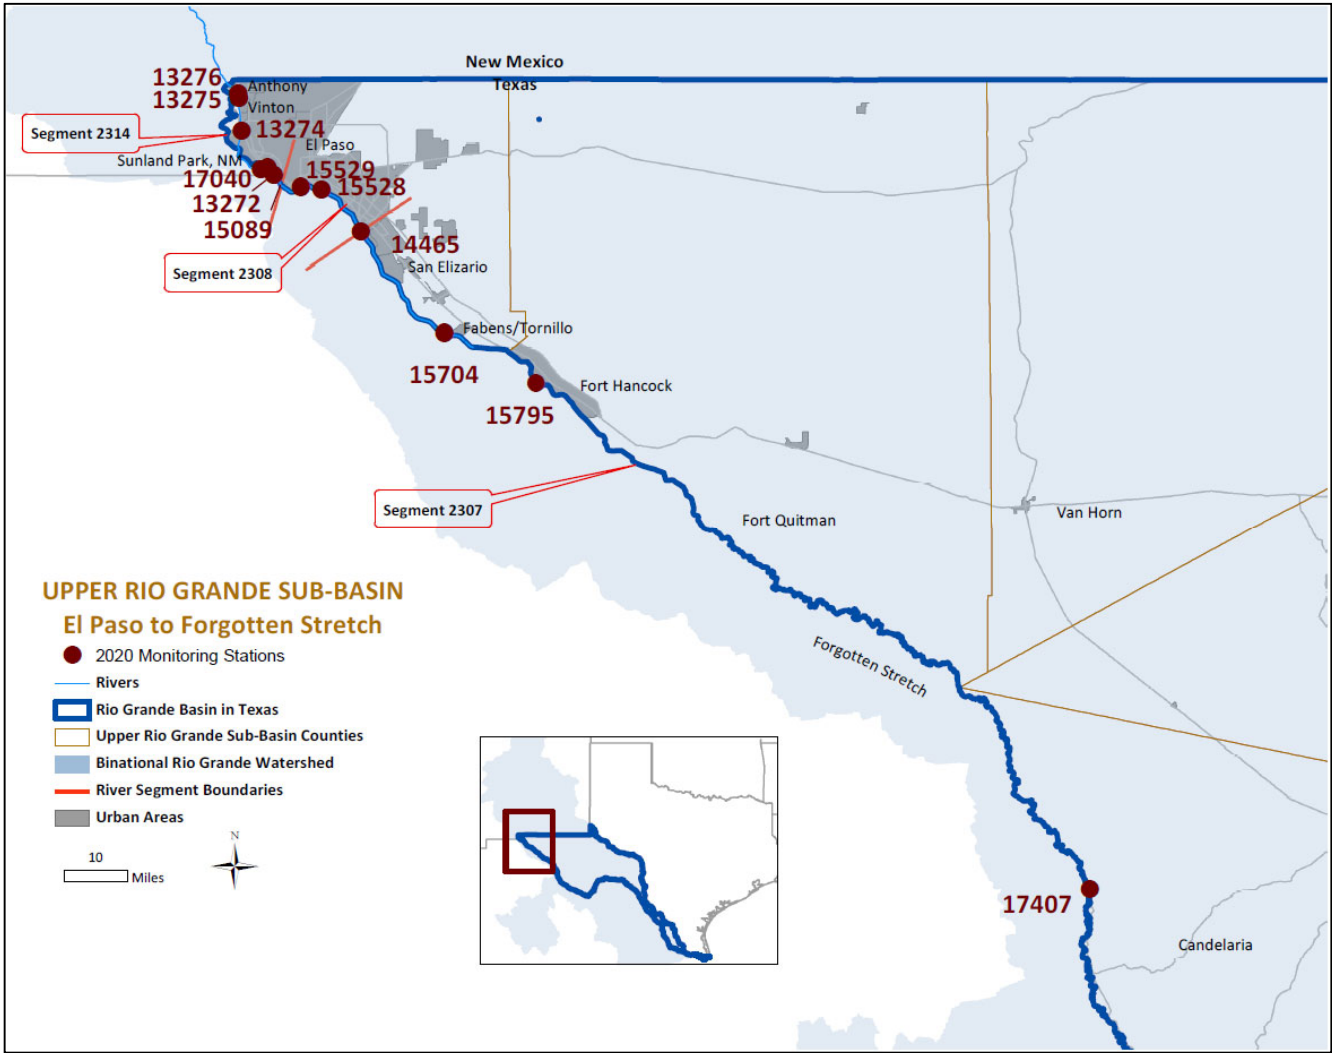 New Mexico
Texas
13276
Anthony
13275
Vinton
Segment 2314
13274
El Paso
Sunland Park, NM
15529
17040
15528
13272
15089
14465
Segment 2308
San Elizario
Fabens/Tornillo
15704
Fort Hancock
15795
Segment 2307
Fort Quitman
Van Horn
UPPER RIO GRANDE SUB-BASIN
El Paso to Forgotten Stretch
Forgotten Stretch
2020 Monitoring Stations
Rivers
Rio Grande Basin in Texas
Upper Rio Grande Sub-Basin Counties
Binational Rio Grande Watershed
River Segment Boundaries
Urban Areas
N
10
Miles
17407
Candelaria